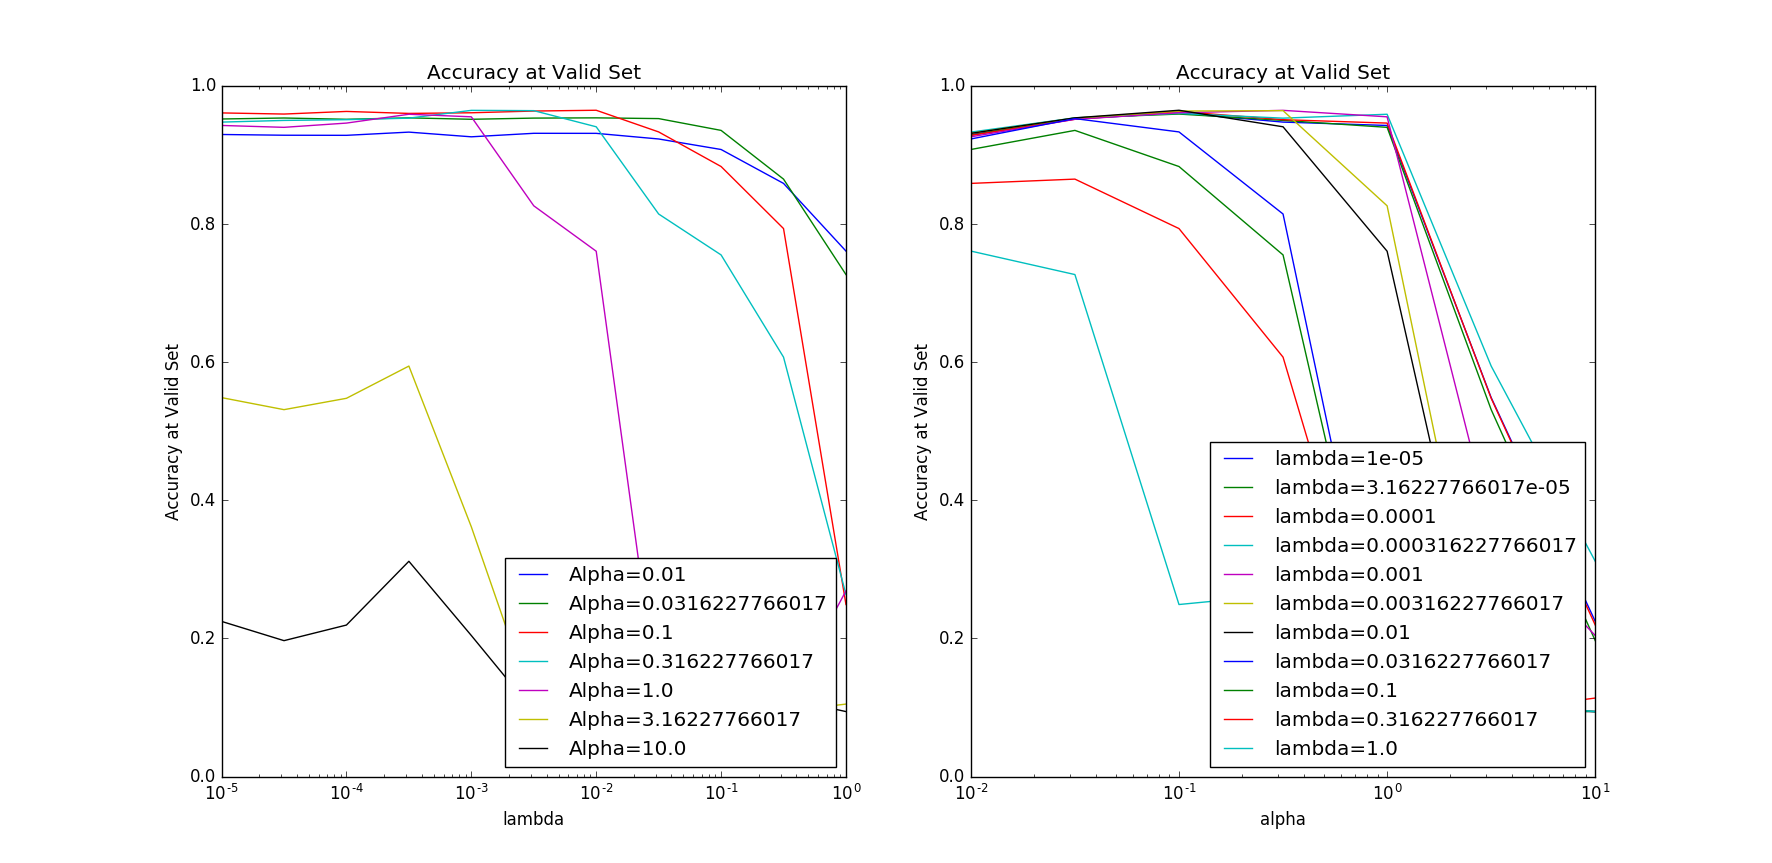 Accuracy at Valid Set
Accuracy at Valid Set
1.0
0.8
0.6
0.4
0.2
0.0
10^-5
10^-4
10^-3
10^-2
10^-1
10^0
lambda
Alpha=0.01
Alpha=0.0316227766017
Alpha=0.1
Alpha=0.316227766017
Alpha=1.0
Alpha=3.16227766017
Alpha=10.0
Accuracy at Valid Set
Accuracy at Valid Set
1.0
0.8
0.6
0.4
0.2
0.0
10^-2
10^-1
10^0
10^1
alpha
lambda=1e-05
lambda=3.16227766017e-05
lambda=0.0001
lambda=0.000316227766017
lambda=0.001
lambda=0.00316227766017
lambda=0.01
lambda=0.0316227766017
lambda=0.1
lambda=0.316227766017
lambda=1.0